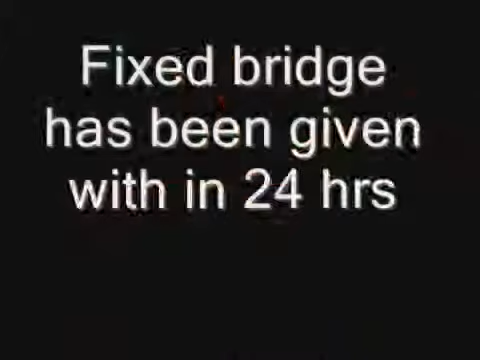 Fixed bridge
has been given
with in 24 hrs